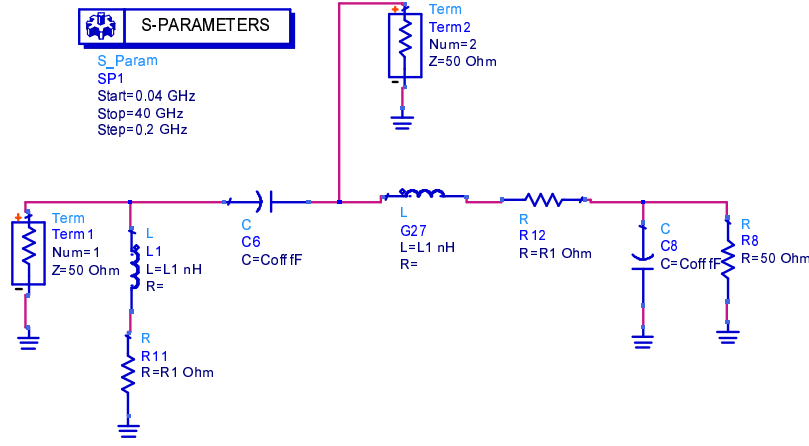 S-PARAMETERS
S_Param
SP1
Start=0.04 GHz
Stop=40 GHz
Step=0.2 GHz
Term
Term2
Num=2
Z=50 Ohm
Term
Term1
Num=1
Z=50 Ohm
L
L1
L=L1 nH
R=
C
C6
C=Coff fF
L
G27
L=L1 nH
R=
R
R12
R=R1 Ohm
C
C8
C=Coff fF
R
R8
R=50 Ohm
R
R11
R=R1 Ohm